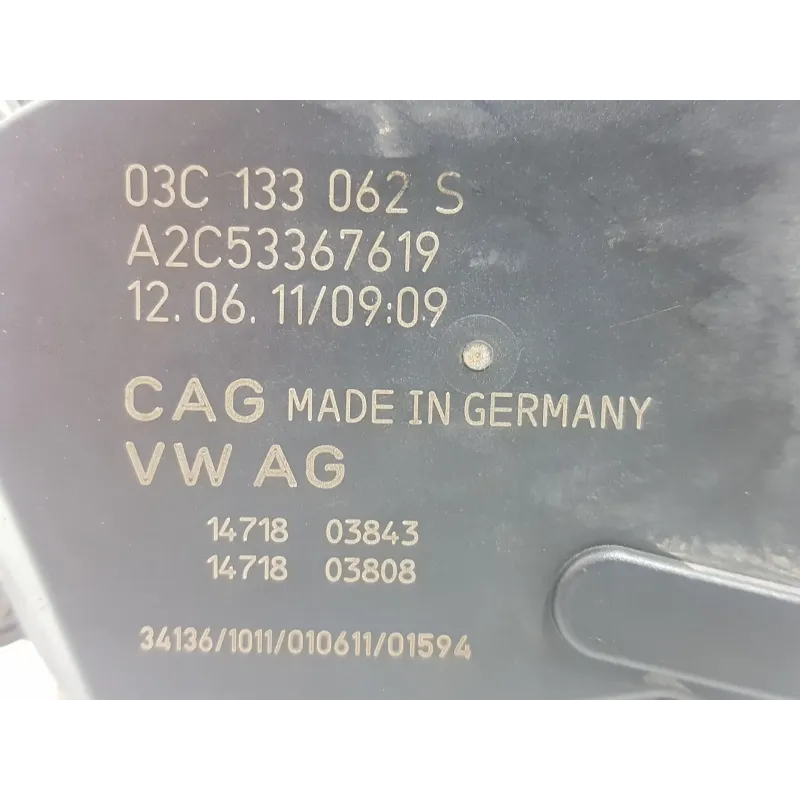 03C 133 062 S
A2C53367619
12.06.11/09:09
CAG MADE IN GERMANY
VW AG
14718 03843
14718 03808
34136/1011/010611/01594